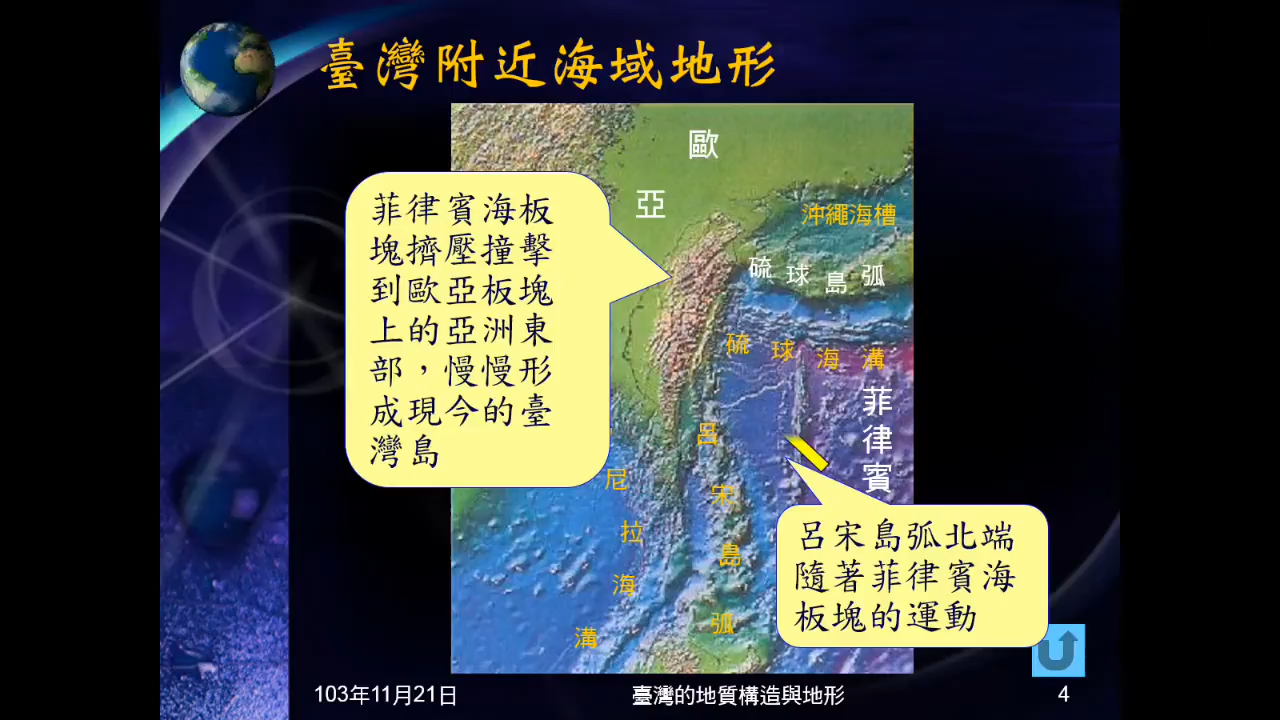 臺灣附近海域地形
歐
亞
沖繩海槽
硫球島弧
硫球海溝
菲律賓
呂宋島弧
尼拉海溝
菲律賓海板
塊擠壓撞擊
到歐亞板塊
上的亞洲東
部，慢慢形
成現今的臺
灣島
呂宋島弧北端
隨著菲律賓海
板塊的運動
103年11月21日
臺灣的地質構造與地形
4